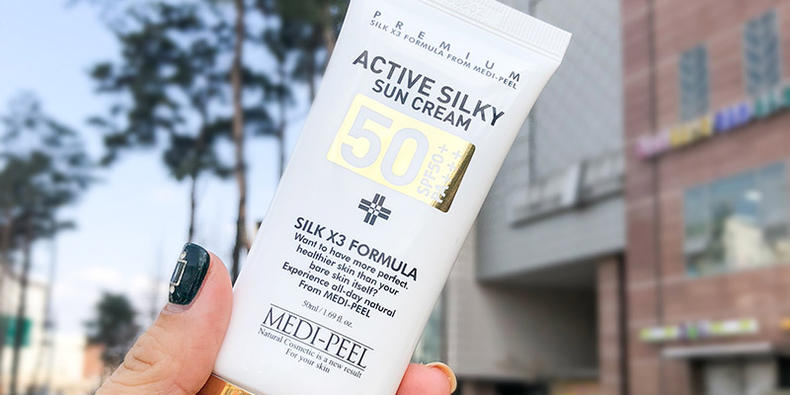 PREMIUM
SILK X3 FORMULA FROM MEDI-PEEL
ACTIVE SILKY
SUN CREAM
50
SPF50+
PA++++
SILK X3 FORMULA
Want to have more perfect.
healthier skin than your
bare skin itself?
Experience all-day natural
From MEDI-PEEL
50ml / 1.69 fl. oz.
MEDI-PEEL
Natural Cosmetic is a new result
For your skin